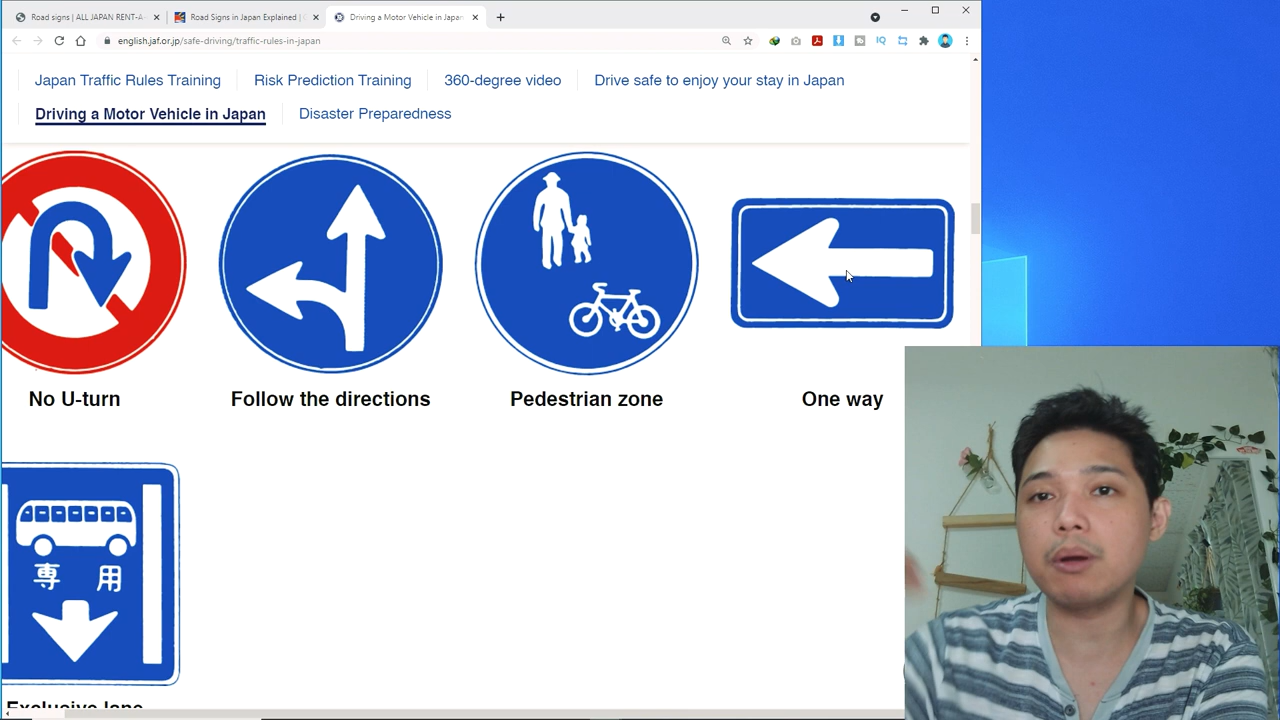 Road signs | ALL JAPAN RENT-A-
Road Signs in Japan Explained |
Driving a Motor Vehicle in Japan
english.jaf.or.jp/safe-driving/traffic-rules-in-japan
IQ
Japan Traffic Rules Training
Risk Prediction Training
360-degree video
Drive safe to enjoy your stay in Japan
Driving a Motor Vehicle in Japan
Disaster Preparedness
No U-turn
Follow the directions
Pedestrian zone
One way
専用
Exclusive lane